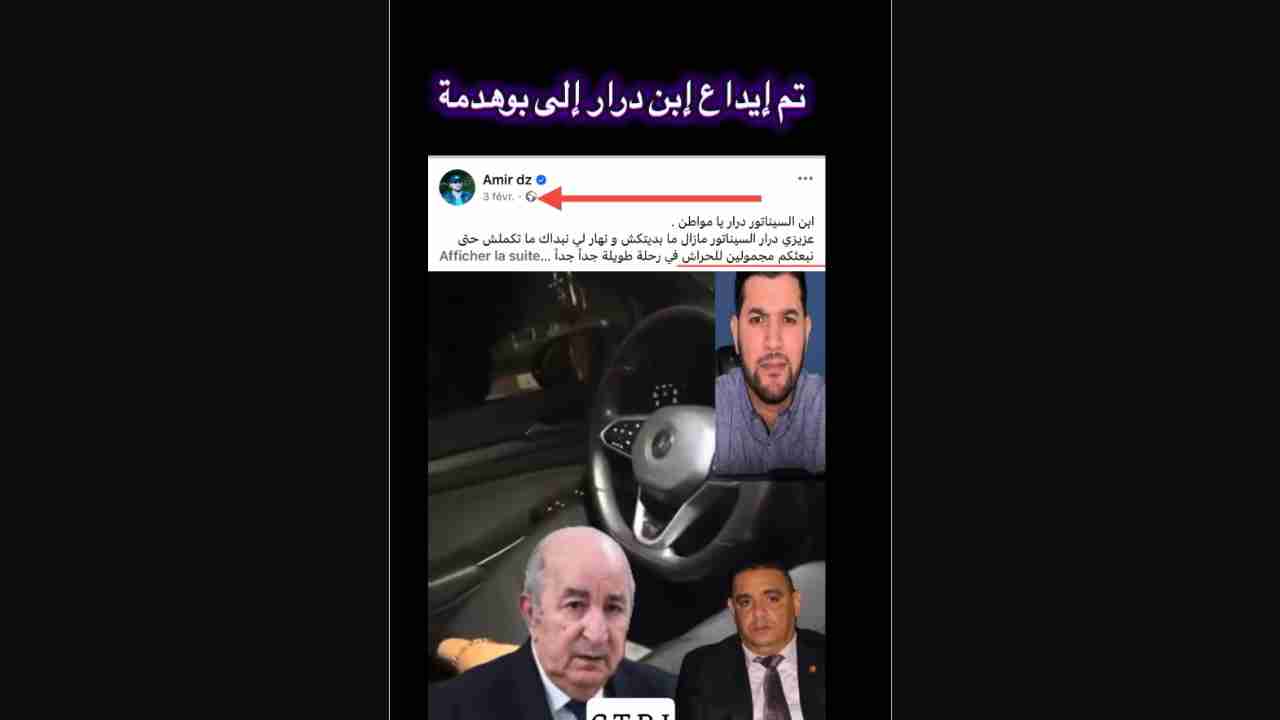 تم إيداع إبن درار إلى بوهدمة
Amir dz
3 févr. ·
ابن السيناتور درار يا مواطن .
عزيزي درار السيناتور مازال ما بديتكش و نهار لي نبداك ما تكملش حتى
نبعثكم مجمولين للحراش في رحلة طويلة جداً جداً ... Afficher la suite